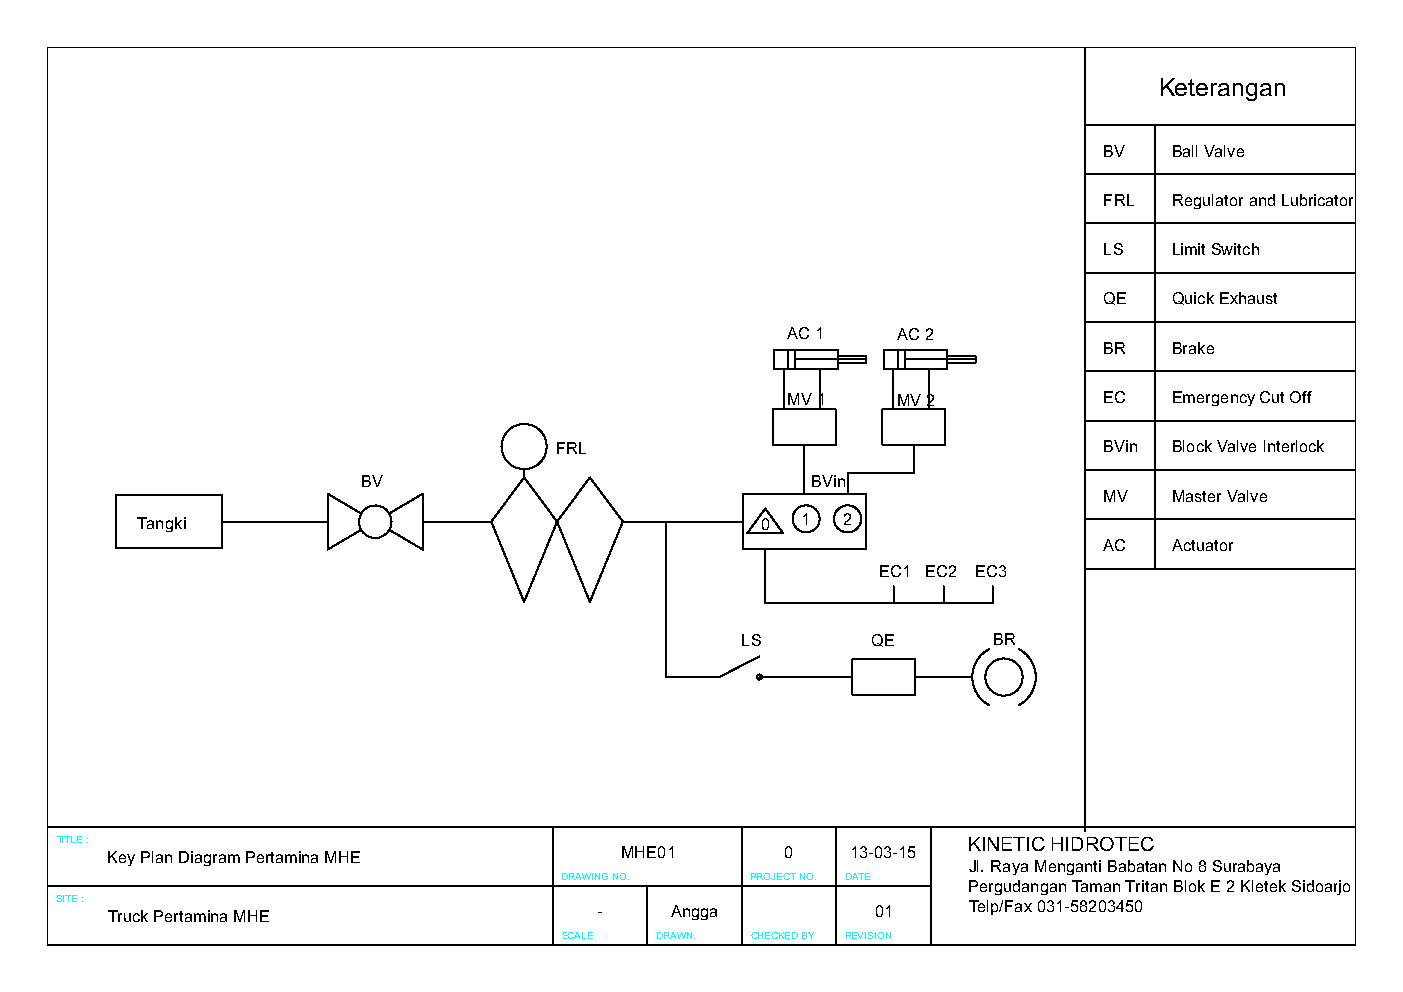 Keterangan
BV Ball Valve
FRL Regulator and Lubricator
LS Limit Switch
QE Quick Exhaust
BR Brake
EC Emergency Cut Off
BVin Block Valve Interlock
MV Master Valve
AC Actuator
AC 1 AC 2
MV 1 MV 2
FRL
BV
BVin
Tangki
0 1 2
EC1 EC2 EC3
LS QE BR
TITLE :
Key Plan Diagram Pertamina MHE
MHE01
DRAWING NO.
0
PROJECT NO.
13-03-15
DATE
SITE :
Truck Pertamina MHE
-
SCALE
Angga
DRAWN.
CHECKED BY
01
REVISION
KINETIC HIDROTEC
Jl. Raya Menganti Babatan No 8 Surabaya
Pergudangan Taman Tritan Blok E 2 Kletek Sidoarjo
Telp/Fax 031-58203450